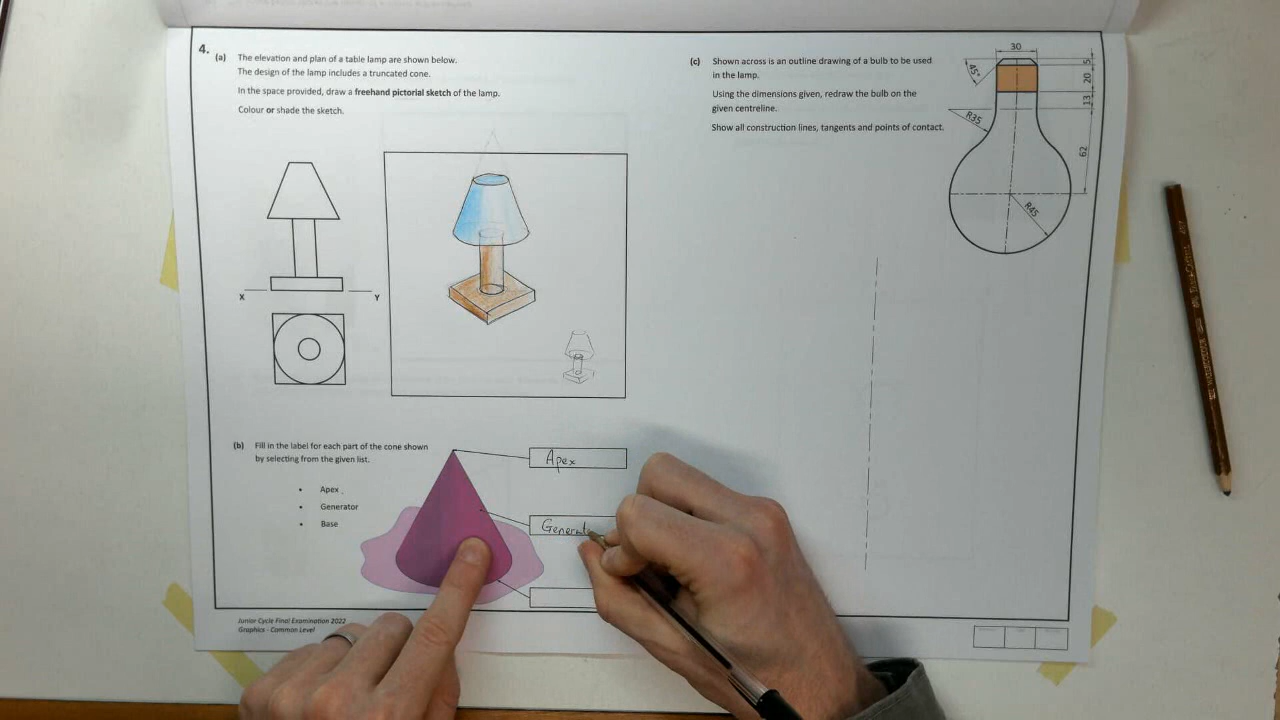 4.
(a) The elevation and plan of a table lamp are shown below.
The design of the lamp includes a truncated cone.
In the space provided, draw a freehand pictorial sketch of the lamp.
Colour or shade the sketch.
X
Y
(b) Fill in the label for each part of the cone shown
by selecting from the given list.
• Apex
• Generator
• Base
Apex
Generat
Junior Cycle Final Examination 2022
Graphics - Common Level
(c) Shown across is an outline drawing of a bulb to be used
in the lamp.
Using the dimensions given, redraw the bulb on the
given centreline.
Show all construction lines, tangents and points of contact.
30
45°
5
20
13
R35
62
R45